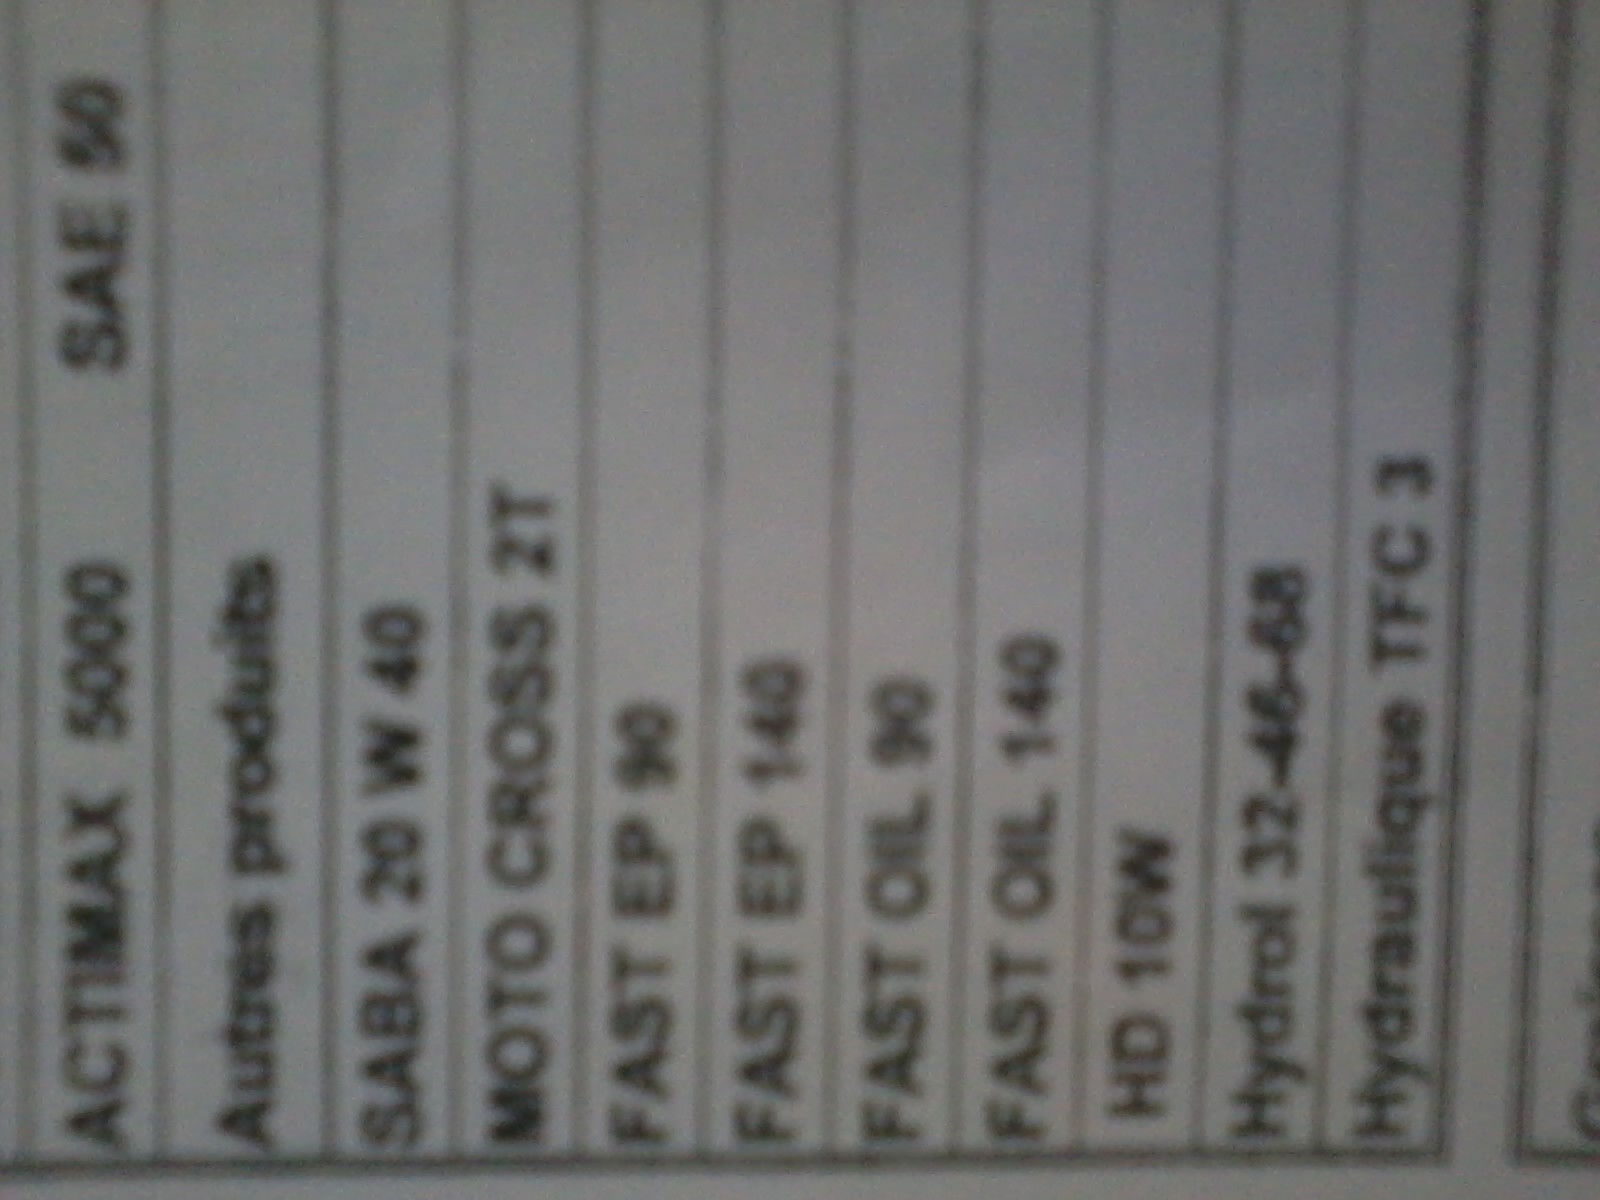 ACTIMAX 5000 SAE 50
Autres produits
SABA 20 W 40
MOTO CROSS 2T
FAST EP 90
FAST EP 140
FAST OIL 90
FAST OIL 140
HD 10W
Hydrol 32-46-68
Hydraulique TFC 3